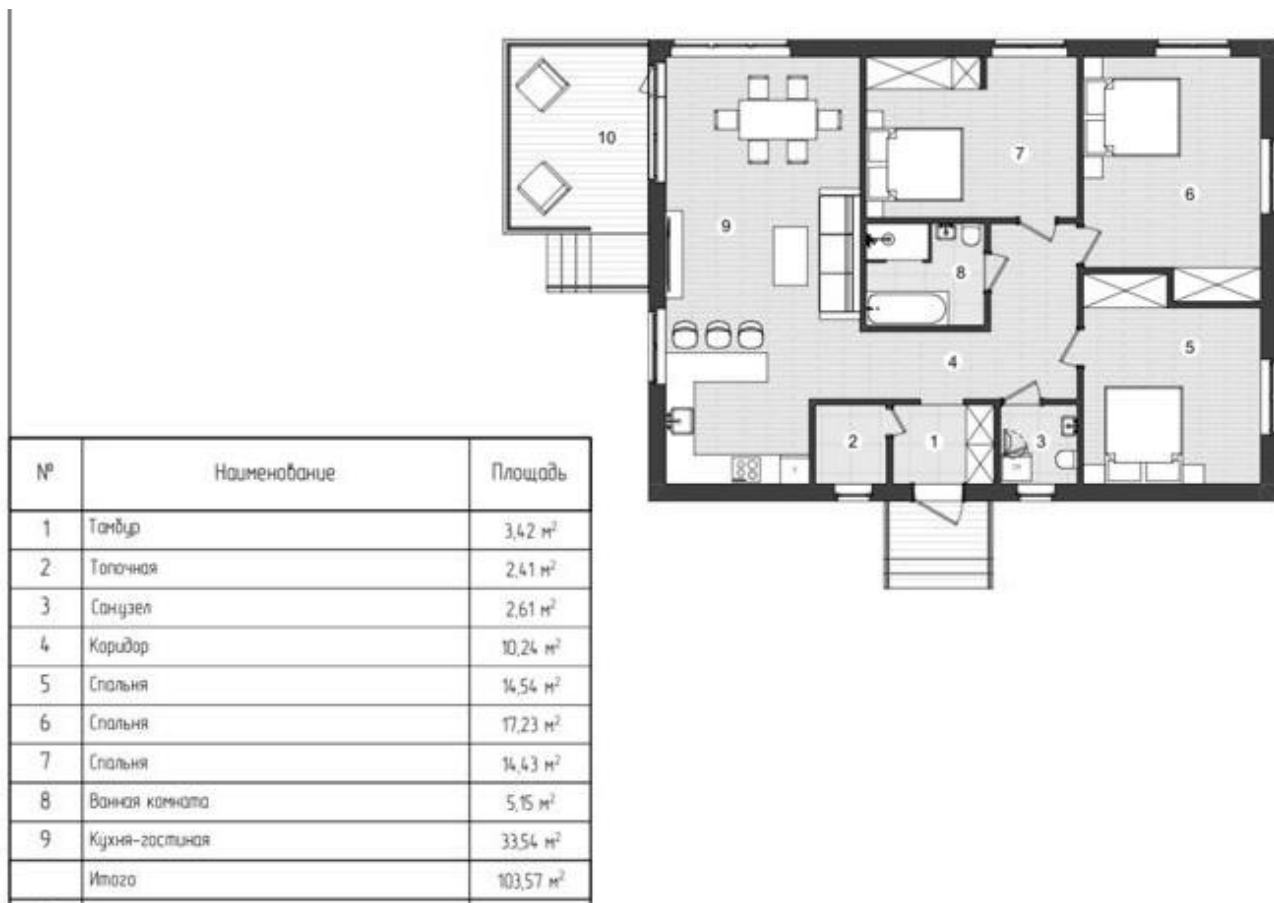 10
9
7
6
8
4
5
2
1
3
№ Наименование Площадь
1 Тамбур 3,42 м²
2 Топочная 2,41 м²
3 Санузел 2,61 м²
4 Коридор 10,24 м²
5 Спальня 14,54 м²
6 Спальня 17,23 м²
7 Спальня 14,43 м²
8 Ванная комната 5,15 м²
9 Кухня-гостиная 33,54 м²
Итого 103,57 м²